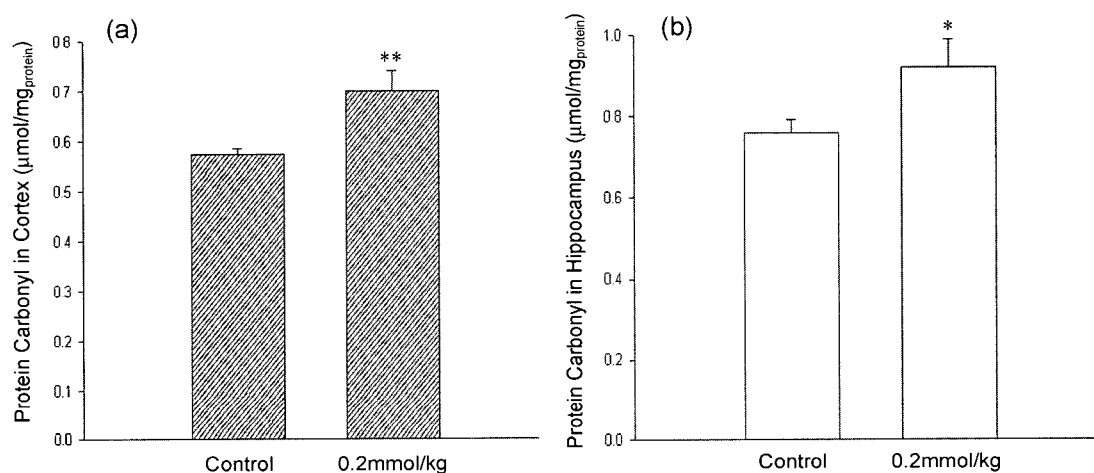 (a)
Protein Carbonyl in Cortex (μmol/mgprotein)
0.8
0.7
0.6
0.5
0.4
0.3
0.2
0.1
0.0
**
Control 0.2mmol/kg
(b)
Protein Carbonyl in Hippocampus (μmol/mgprotein)
1.0
0.8
0.6
0.4
0.2
0.0
*
Control 0.2mmol/kg